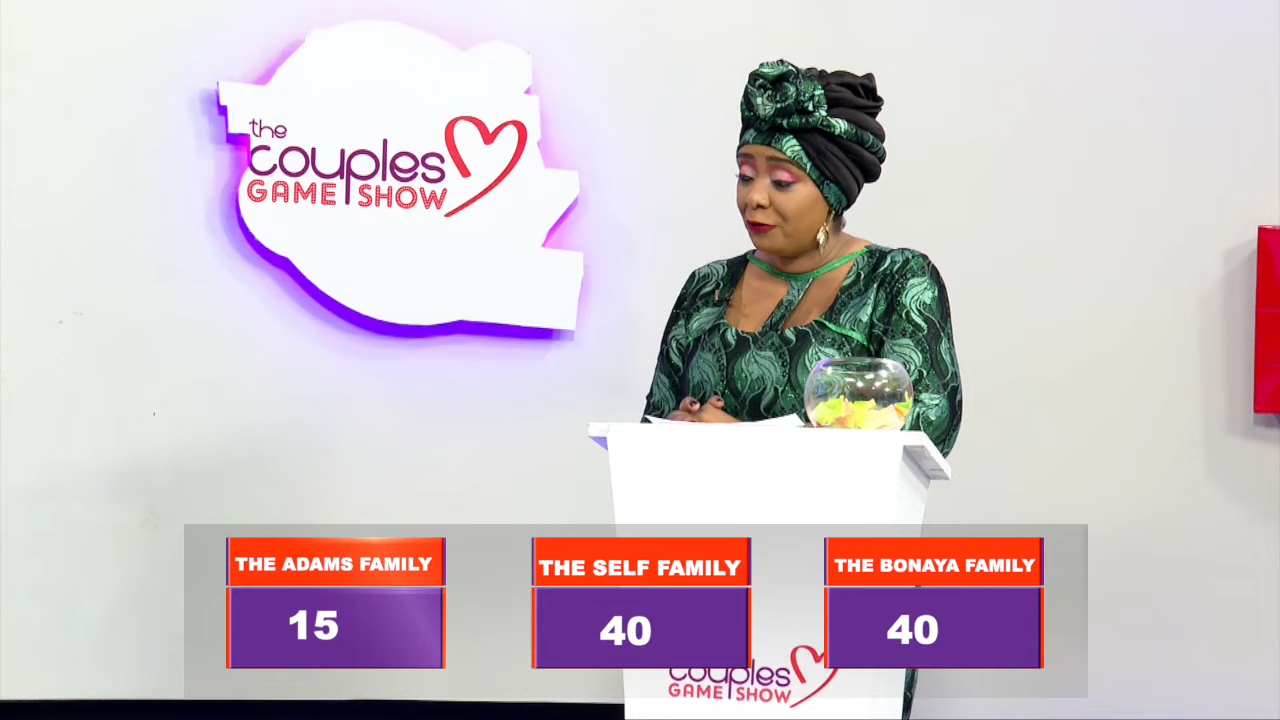 the
couples
GAME SHOW
THE ADAMS FAMILY
THE SELF FAMILY
THE BONAYA FAMILY
15
40
40
couples
GAME SHOW